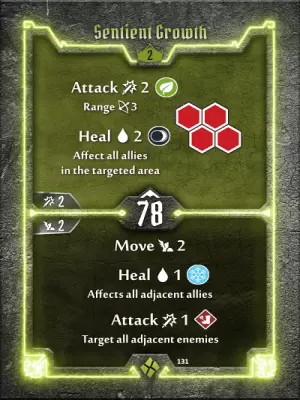 Sentient Growth
2
Attack 2
Range 3
Heal 2
Affect all allies
in the targeted area
2
78
2
Move 2
Heal 1
Affects all adjacent allies
Attack 1
Target all adjacent enemies
131